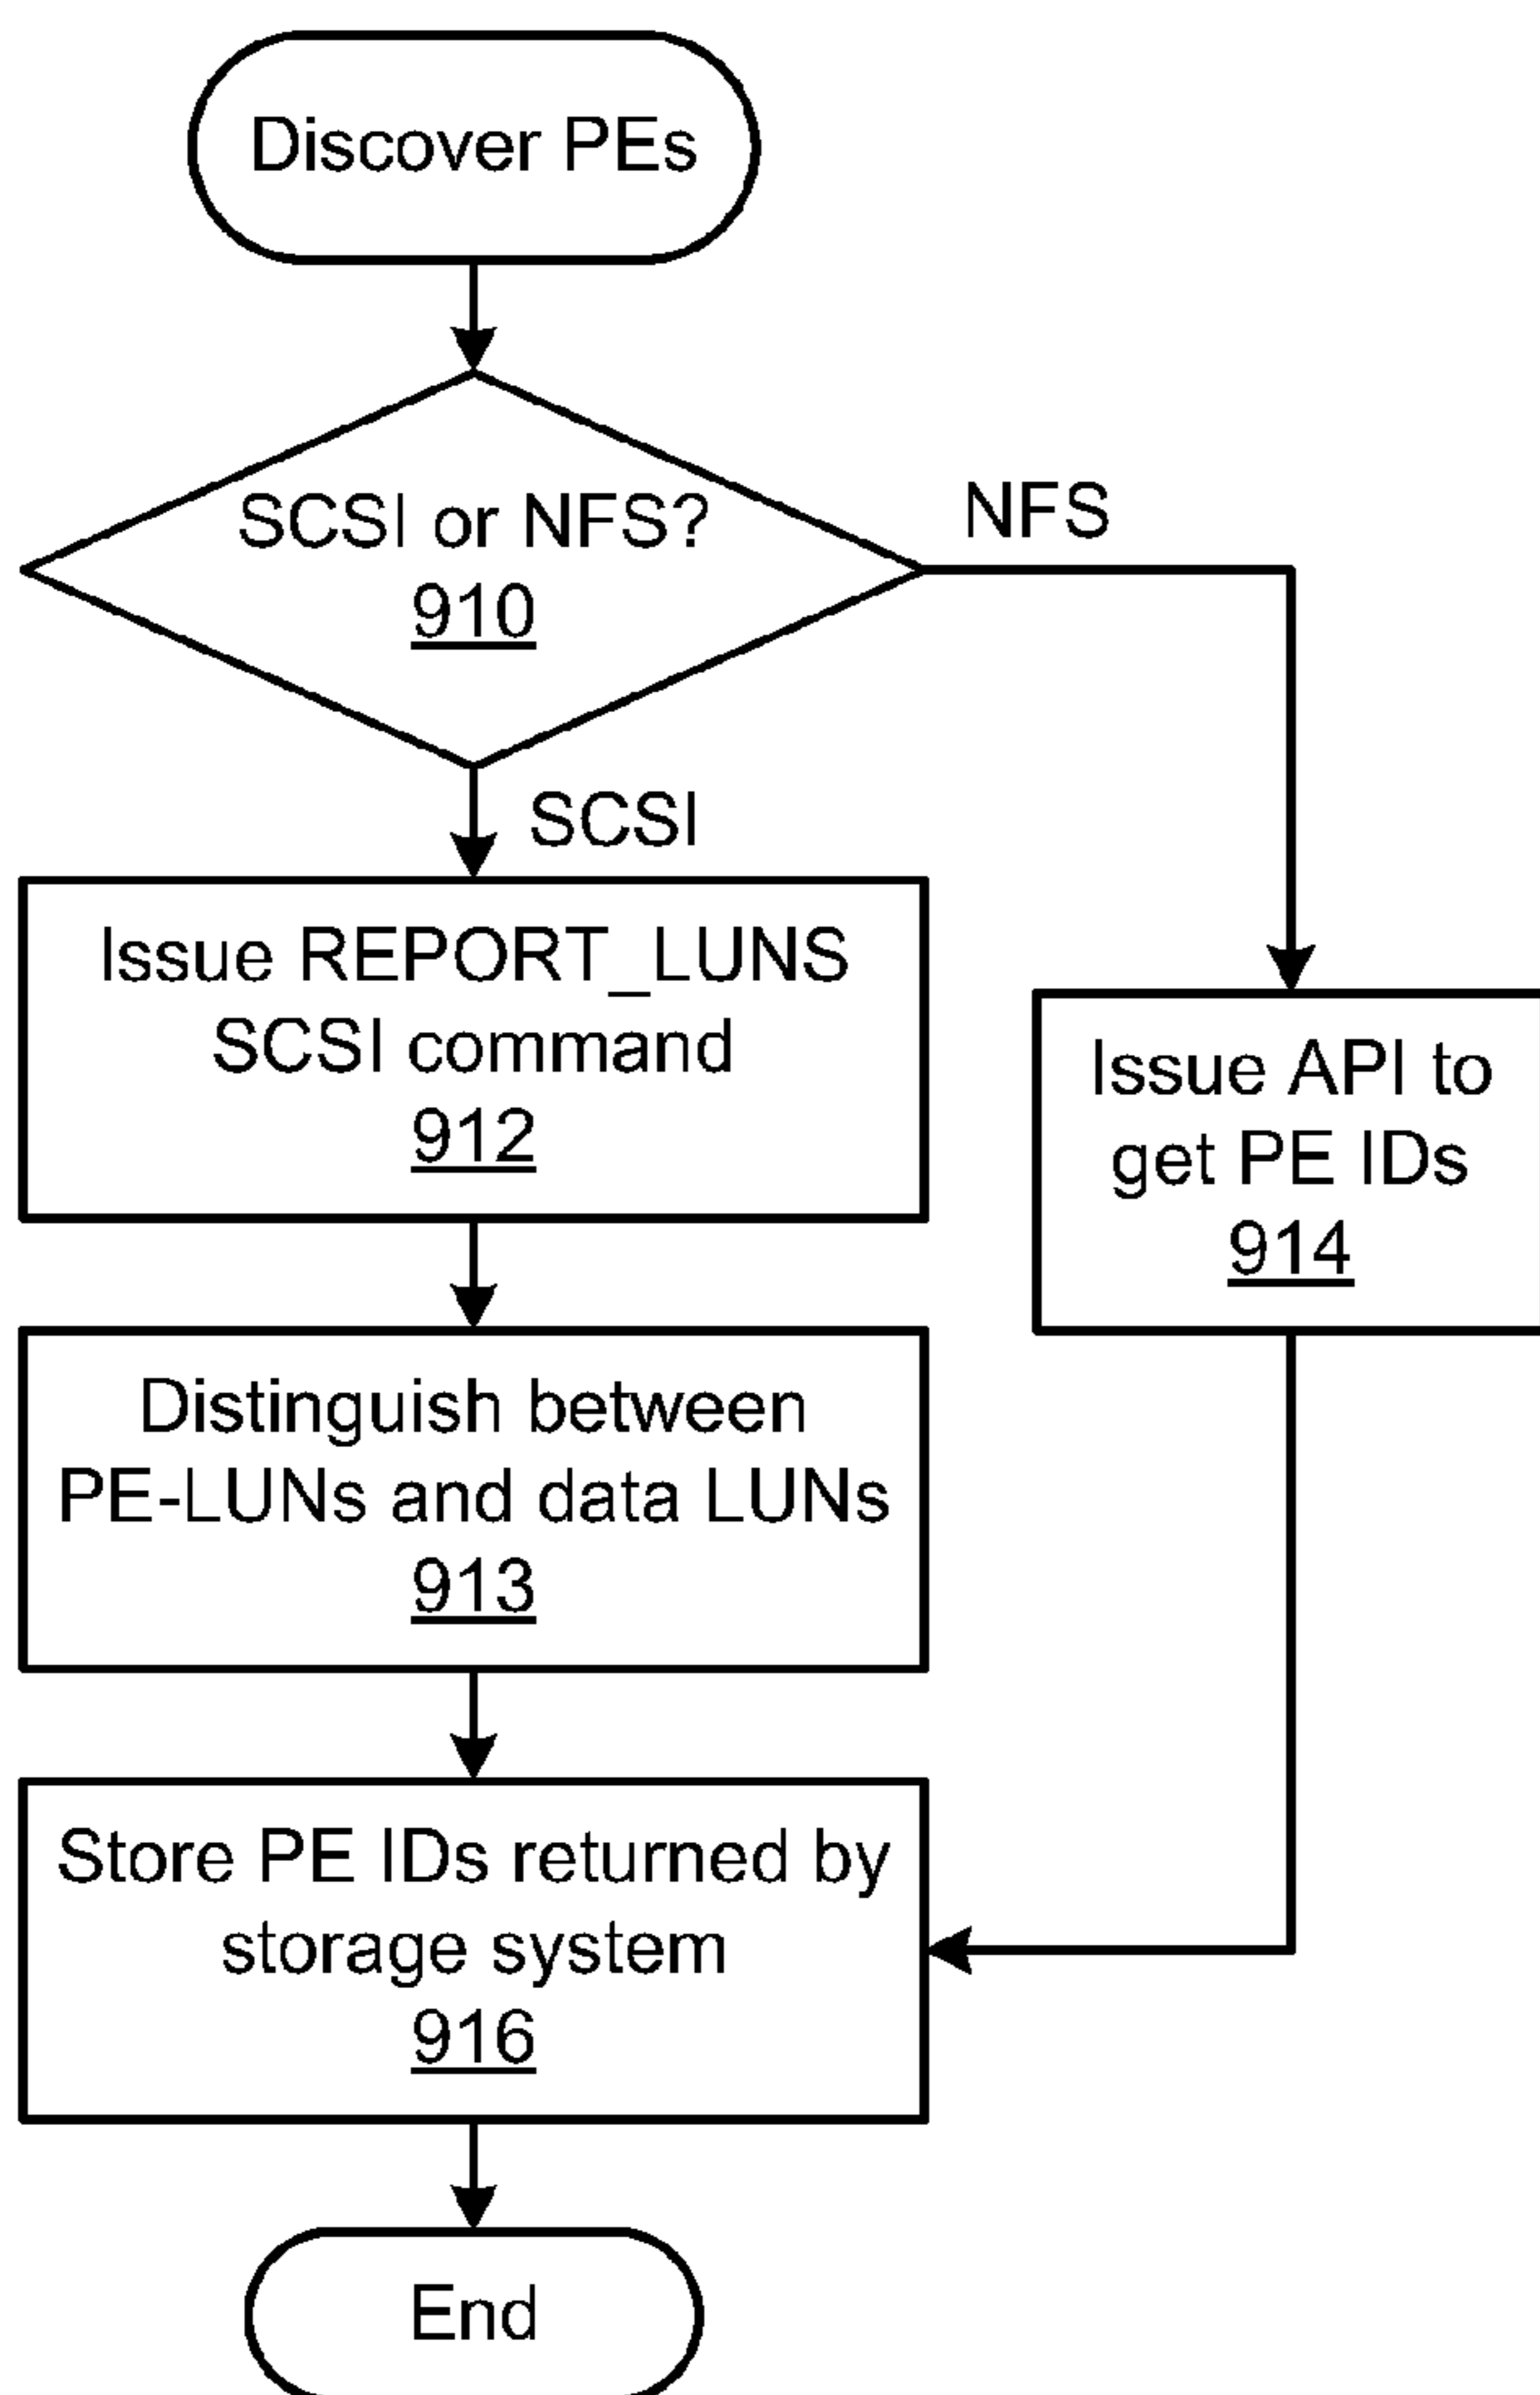 Discover PEs
SCSI or NFS?
910
NFS
SCSI
Issue REPORT_LUNS
SCSI command
912
Issue API to
get PE IDs
914
Distinguish between
PE-LUNs and data LUNs
913
Store PE IDs returned by
storage system
916
End